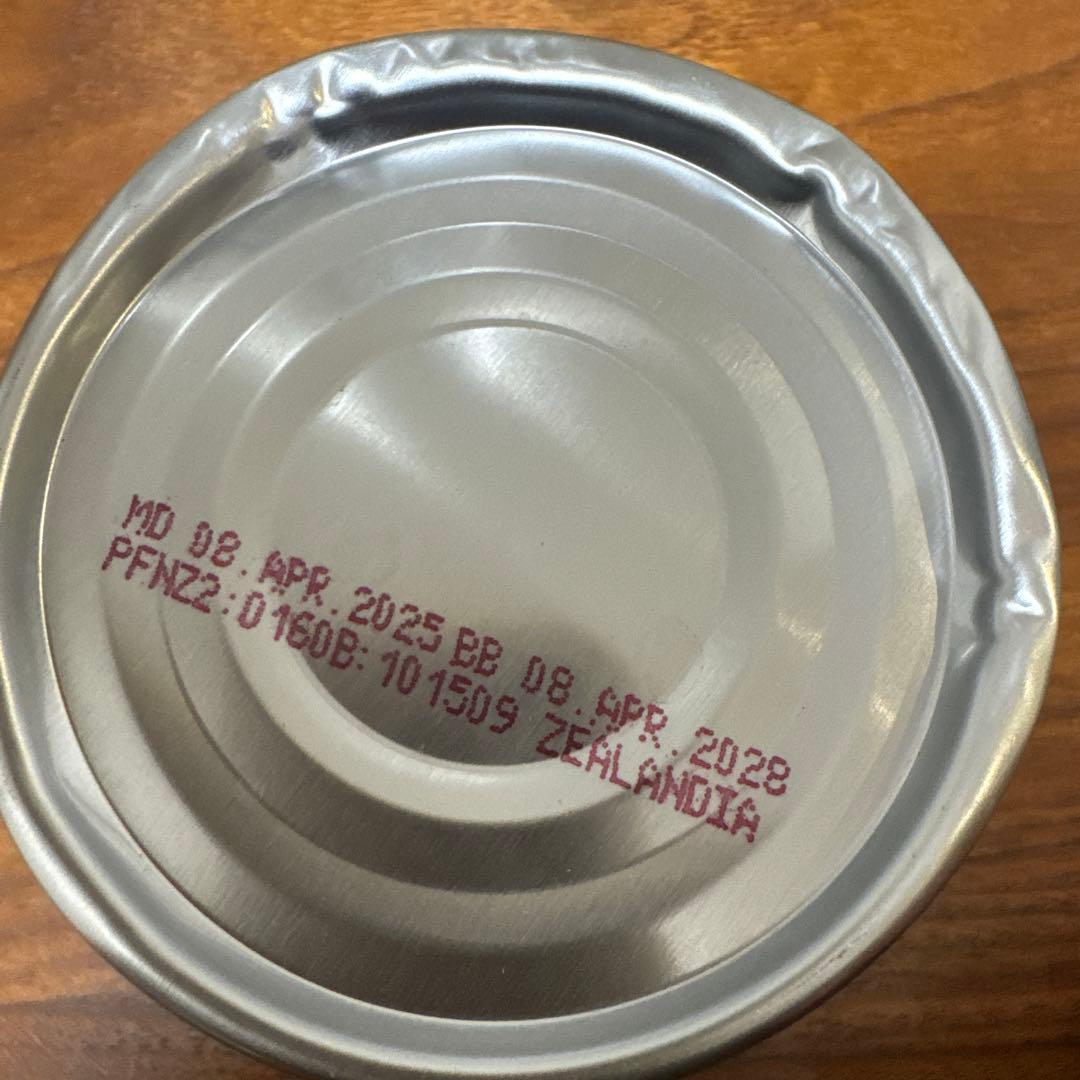 MD 08.APR.2025 BB 08.APR.2028
PFNZ2:0160B:101509 ZEALANDIA